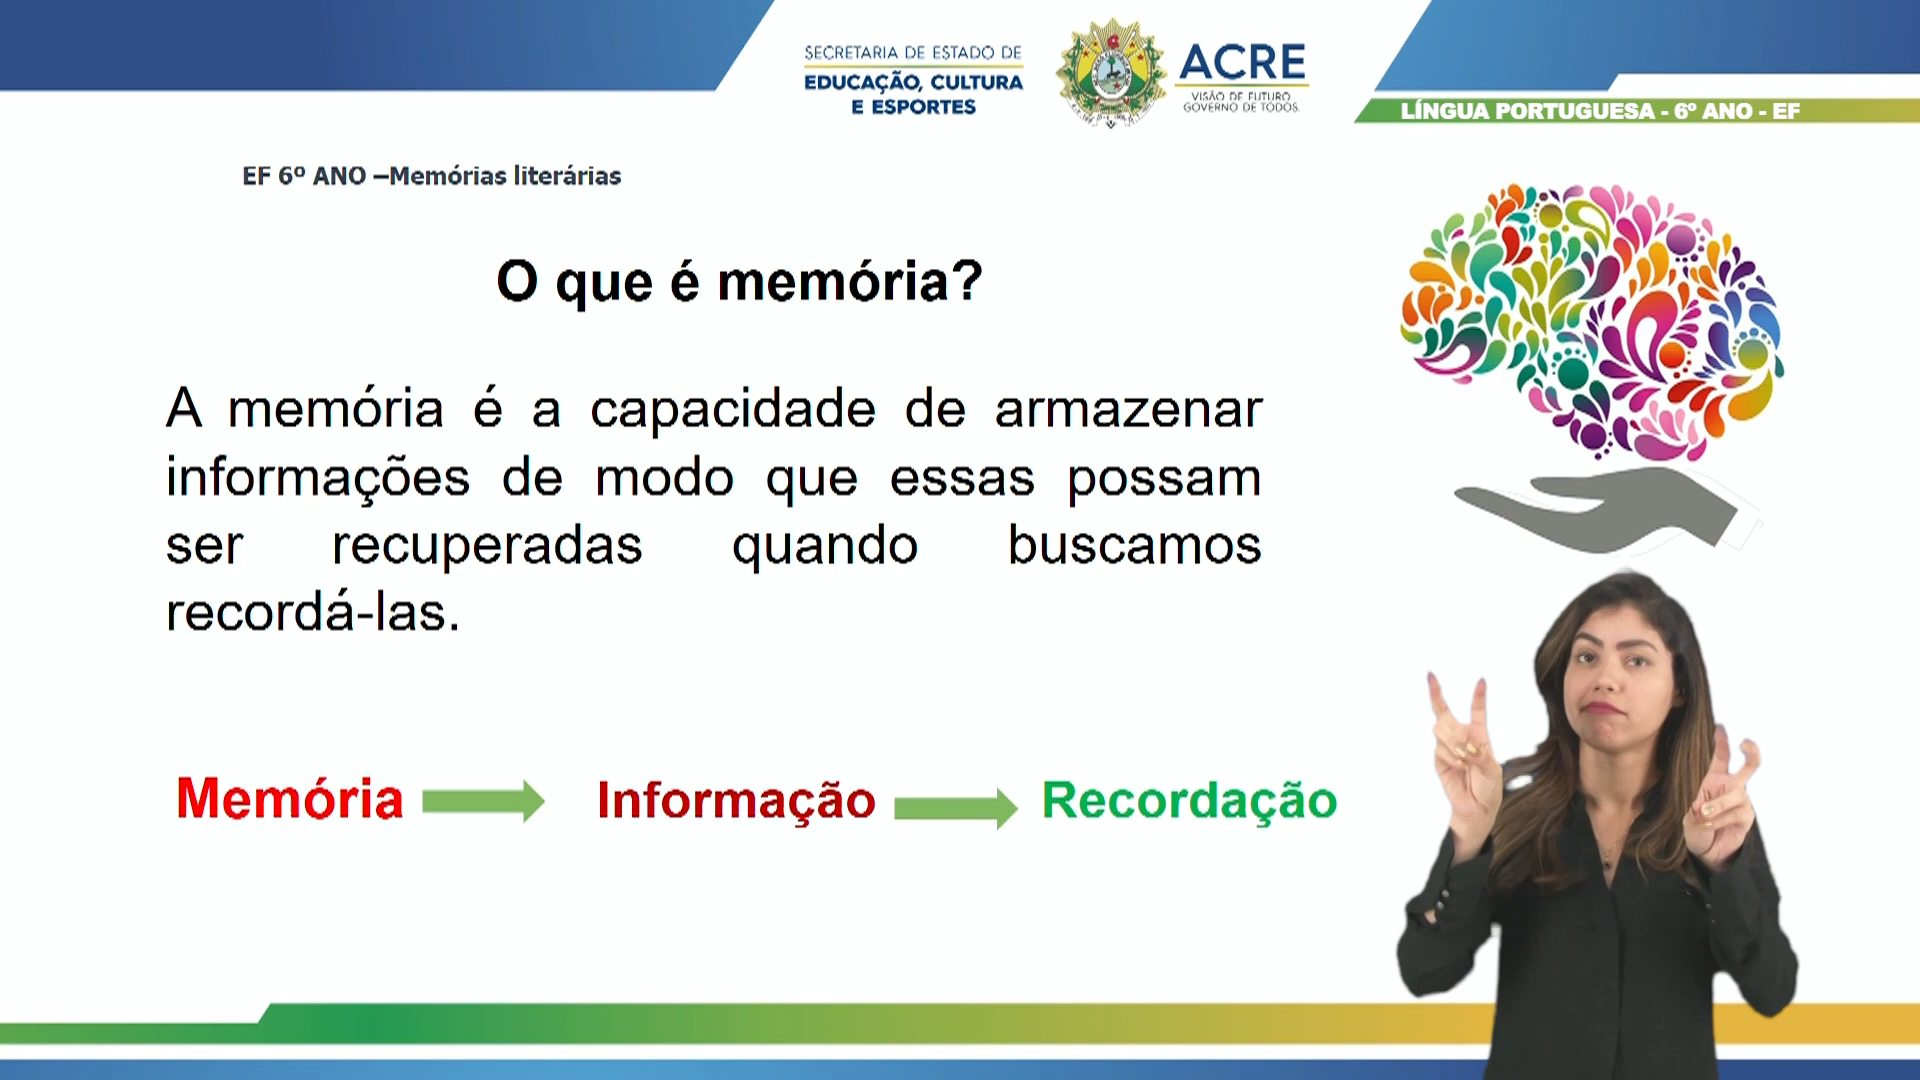 SECRETARIA DE ESTADO DE
EDUCAÇÃO, CULTURA
E ESPORTES
ACRE
VISÃO DE FUTURO
GOVERNO DE TODOS.
LÍNGUA PORTUGUESA - 6º ANO - EF
EF 6º ANO –Memórias literárias
O que é memória?
A memória é a capacidade de armazenar
informações de modo que essas possam
ser recuperadas quando buscamos
recordá-las.
Memória Informação Recordação